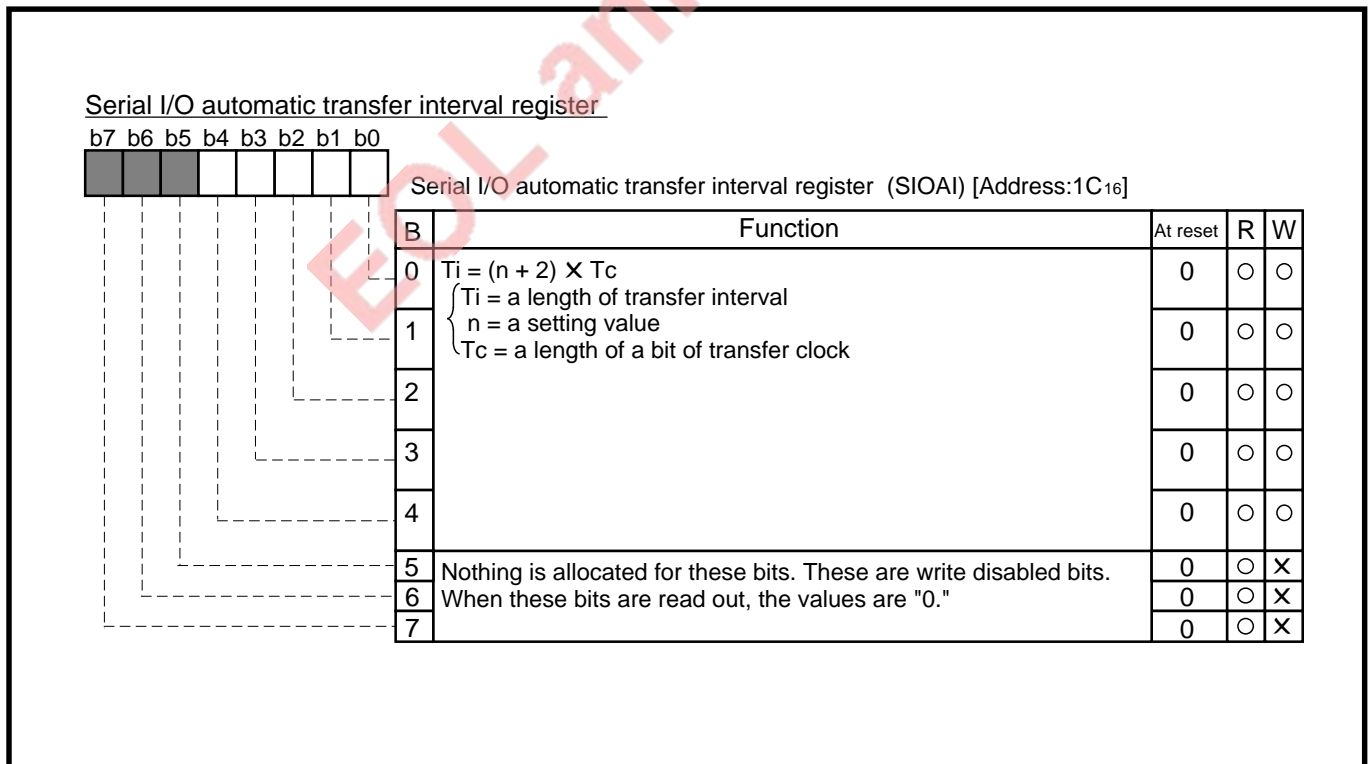 EOL an
Serial I/O automatic transfer interval register
b7 b6 b5 b4 b3 b2 b1 b0
Serial I/O automatic transfer interval register (SIOAI) [Address:1C₁₆]
B Function At reset R W
0 Ti = (n + 2) × Tc 0 ○ ○
Ti = a length of transfer interval
1 n = a setting value 0 ○ ○
Tc = a length of a bit of transfer clock
2 0 ○ ○
3 0 ○ ○
4 0 ○ ○
5 Nothing is allocated for these bits. These are write disabled bits. 0 ○ ×
6 When these bits are read out, the values are "0." 0 ○ ×
7 0 ○ ×